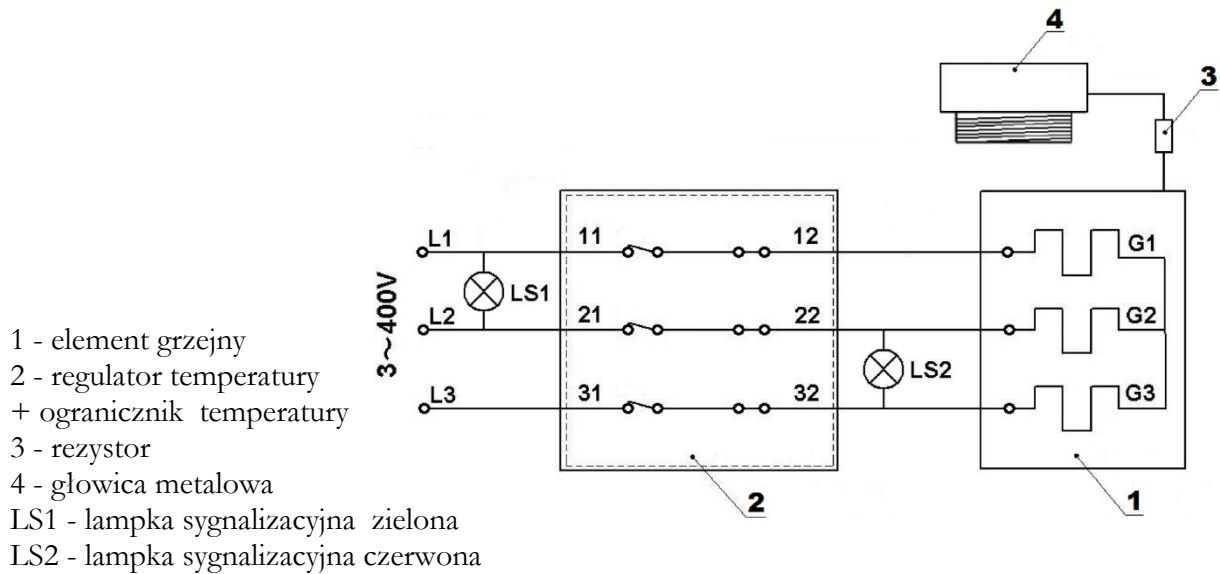 4
3
L1 11 12 G1
LS1
3~400V
L2 21 22 G2
LS2
L3 31 32 G3
2
1
1 - element grzejny
2 - regulator temperatury
+ ogranicznik temperatury
3 - rezystor
4 - głowica metalowa
LS1 - lampka sygnalizacyjna zielona
LS2 - lampka sygnalizacyjna czerwona